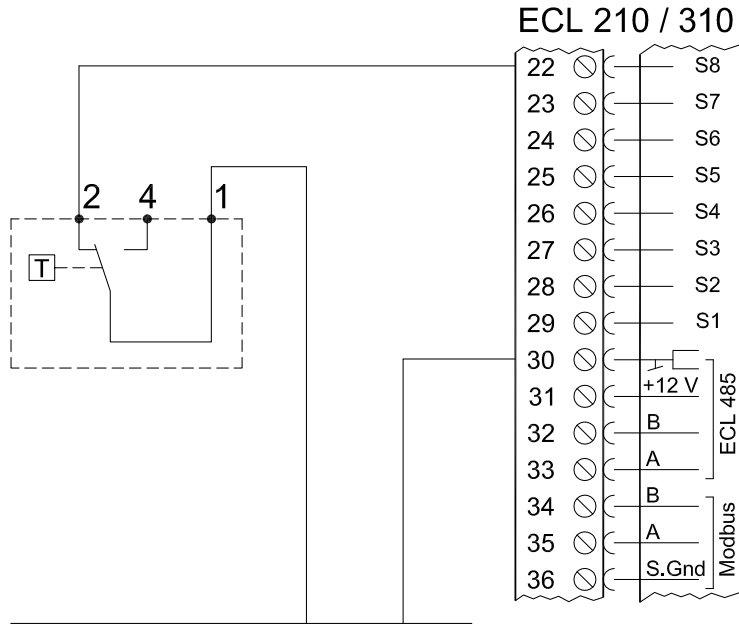 ECL 210 / 310
22 S8
23 S7
24 S6
25 S5
26 S4
27 S3
28 S2
29 S1
30
31 +12 V
32 B
33 A
ECL 485
34 B
35 A
36 S.Gnd
Modbus
2 4 1
T